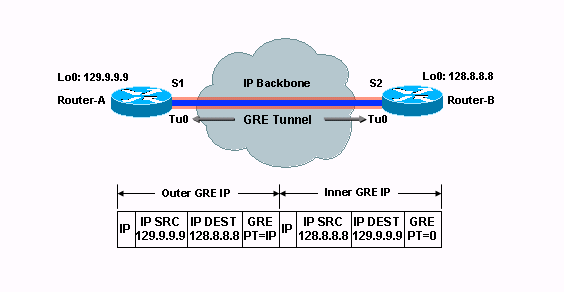 Lo0: 129.9.9.9
S1
IP Backbone
S2
Lo0: 128.8.8.8
Router-A
Router-B
Tu0
GRE Tunnel
Tu0
Outer GRE IP
Inner GRE IP
IP
IP SRC
129.9.9.9
IP DEST
128.8.8.8
GRE
PT=IP
IP
IP SRC
128.8.8.8
IP DEST
129.9.9.9
GRE
PT=0